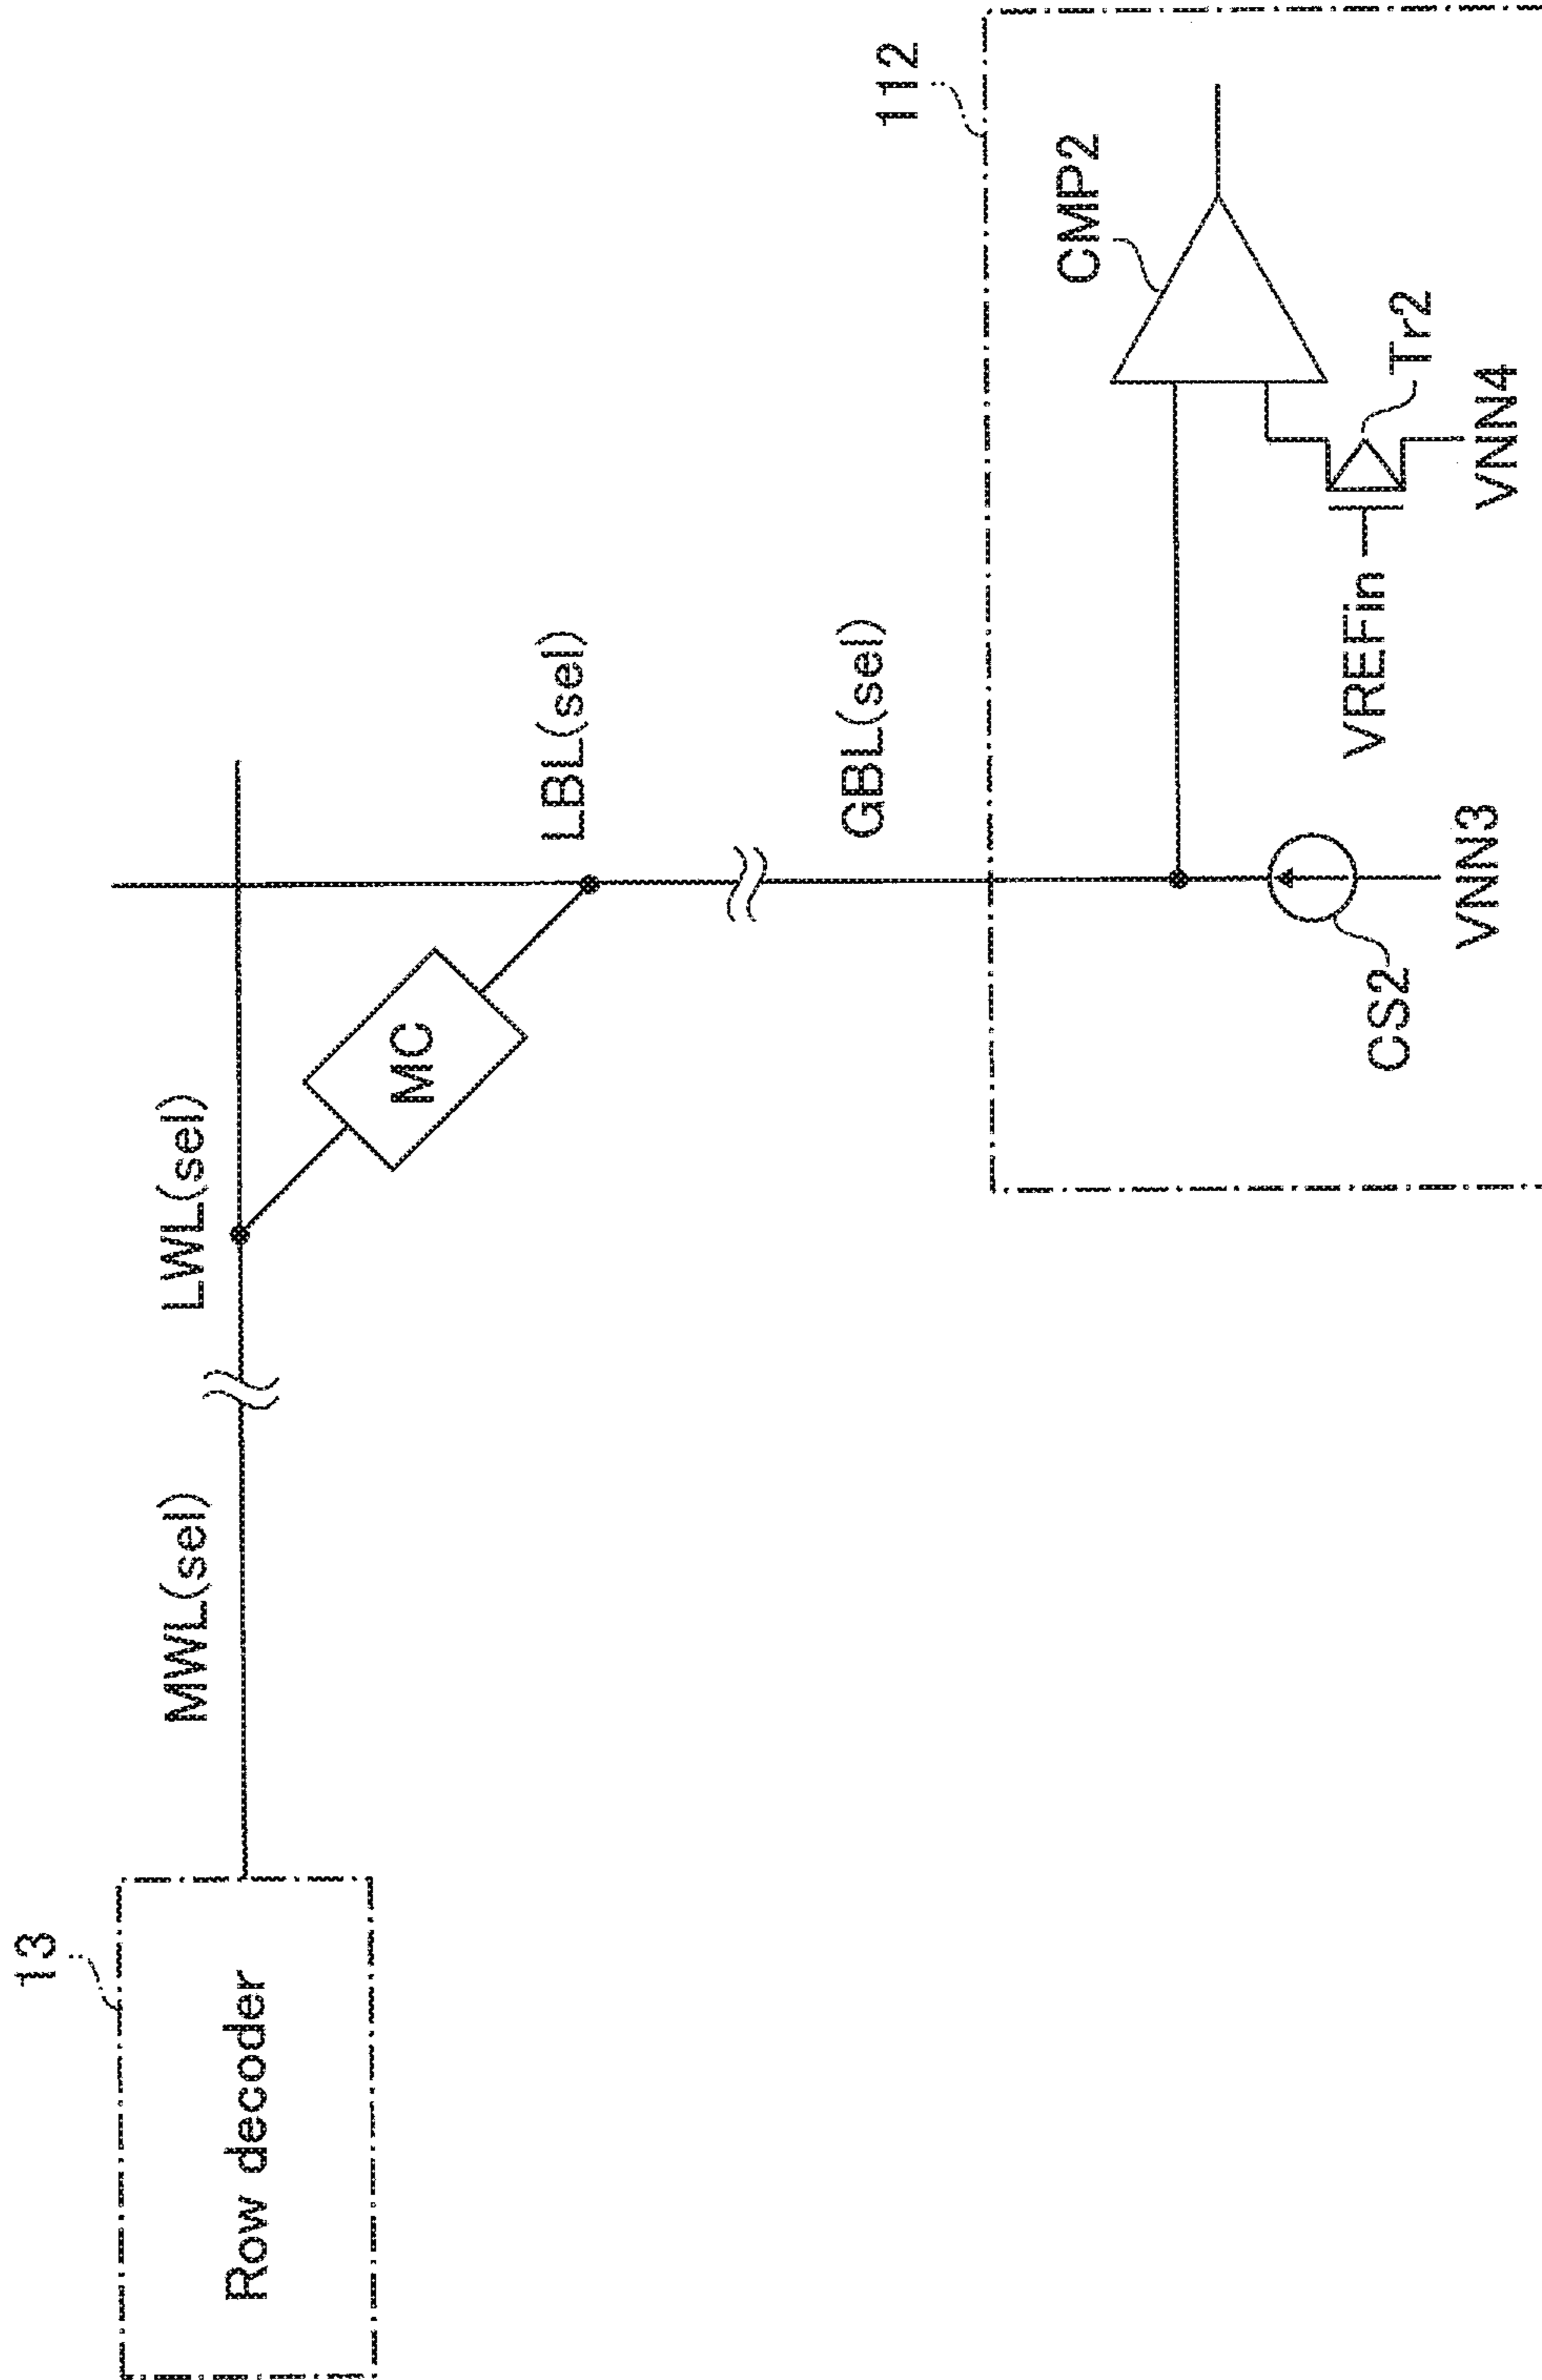 13
Row decoder
MWL(sel)
LWL(sel)
MC
LBL(sel)
GBL(sel)
112
CMP2
Tr2
VREFin
VNN4
CS2
VNN3